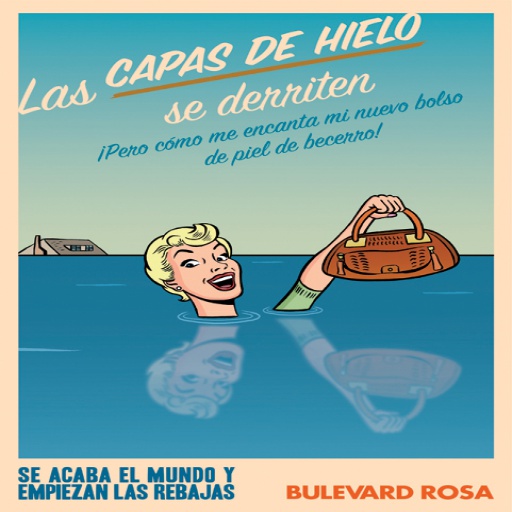 Las CAPAS DE HIELO
se derriten
¡Pero cómo me encanta mi nuevo bolso
de piel de becerro!
SE ACABA EL MUNDO Y
EMPIEZAN LAS REBAJAS
BULEVARD ROSA